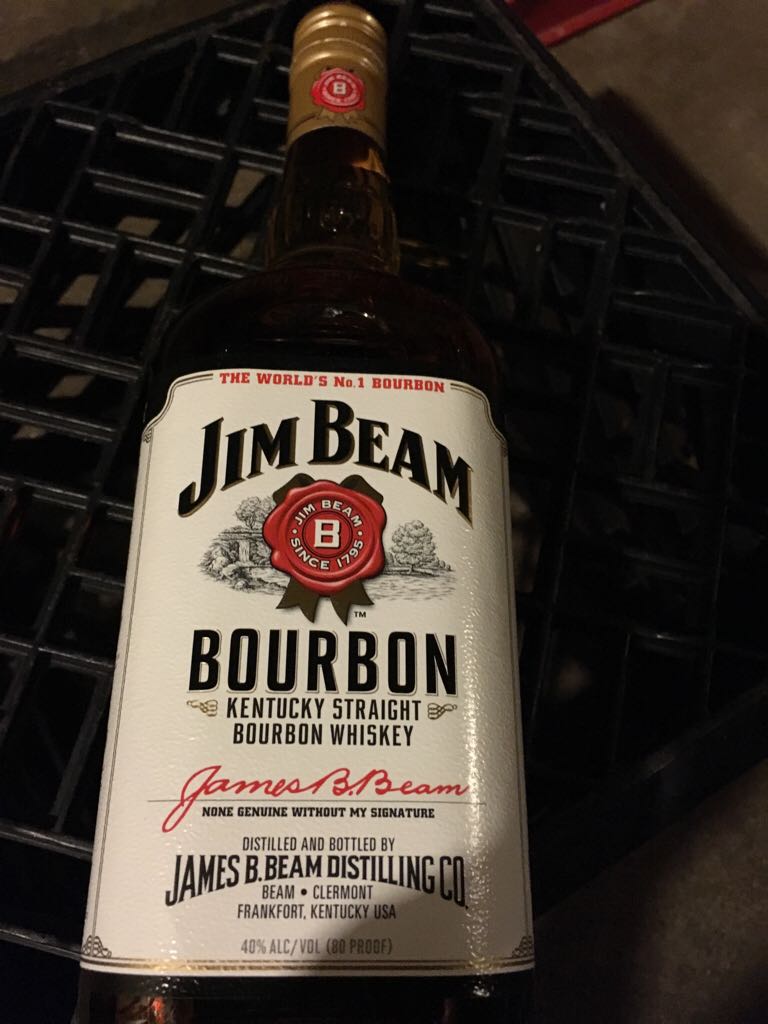 B
THE WORLD'S No.1 BOURBON
JIM BEAM
JIM BEAM
B
SINCE 1795
TM
BOURBON
KENTUCKY STRAIGHT
BOURBON WHISKEY
James B. Beam
NONE GENUINE WITHOUT MY SIGNATURE
DISTILLED AND BOTTLED BY
JAMES B. BEAM DISTILLING CO.
BEAM • CLERMONT
FRANKFORT, KENTUCKY USA
40% ALC/VOL (80 PROOF)